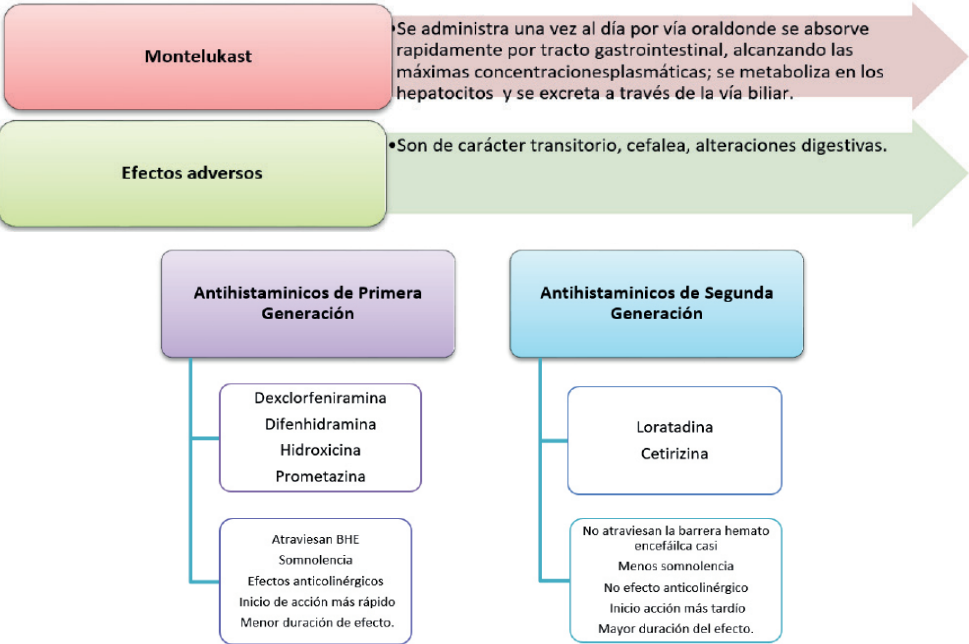 Montelukast
•Se administra una vez al día por vía oraldonde se absorve
rapidamente por tracto gastrointestinal, alcanzando las
máximas concentracionesplasmáticas; se metaboliza en los
hepatocitos y se excreta a través de la vía biliar.
Efectos adversos
•Son de carácter transitorio, cefalea, alteraciones digestivas.
Antihistaminicos de Primera
Generación
Dexclorfeniramina
Difenhidramina
Hidroxicina
Prometazina
Atraviesan BHE
Somnolencia
Efectos anticolinérgicos
Inicio de acción más rápido
Menor duración de efecto.
Antihistaminicos de Segunda
Generación
Loratadina
Cetirizina
No atraviesan la barrera hemato
encefáilca casi
Menos somnolencia
No efecto anticolinérgico
Inicio acción más tardío
Mayor duración del efecto.